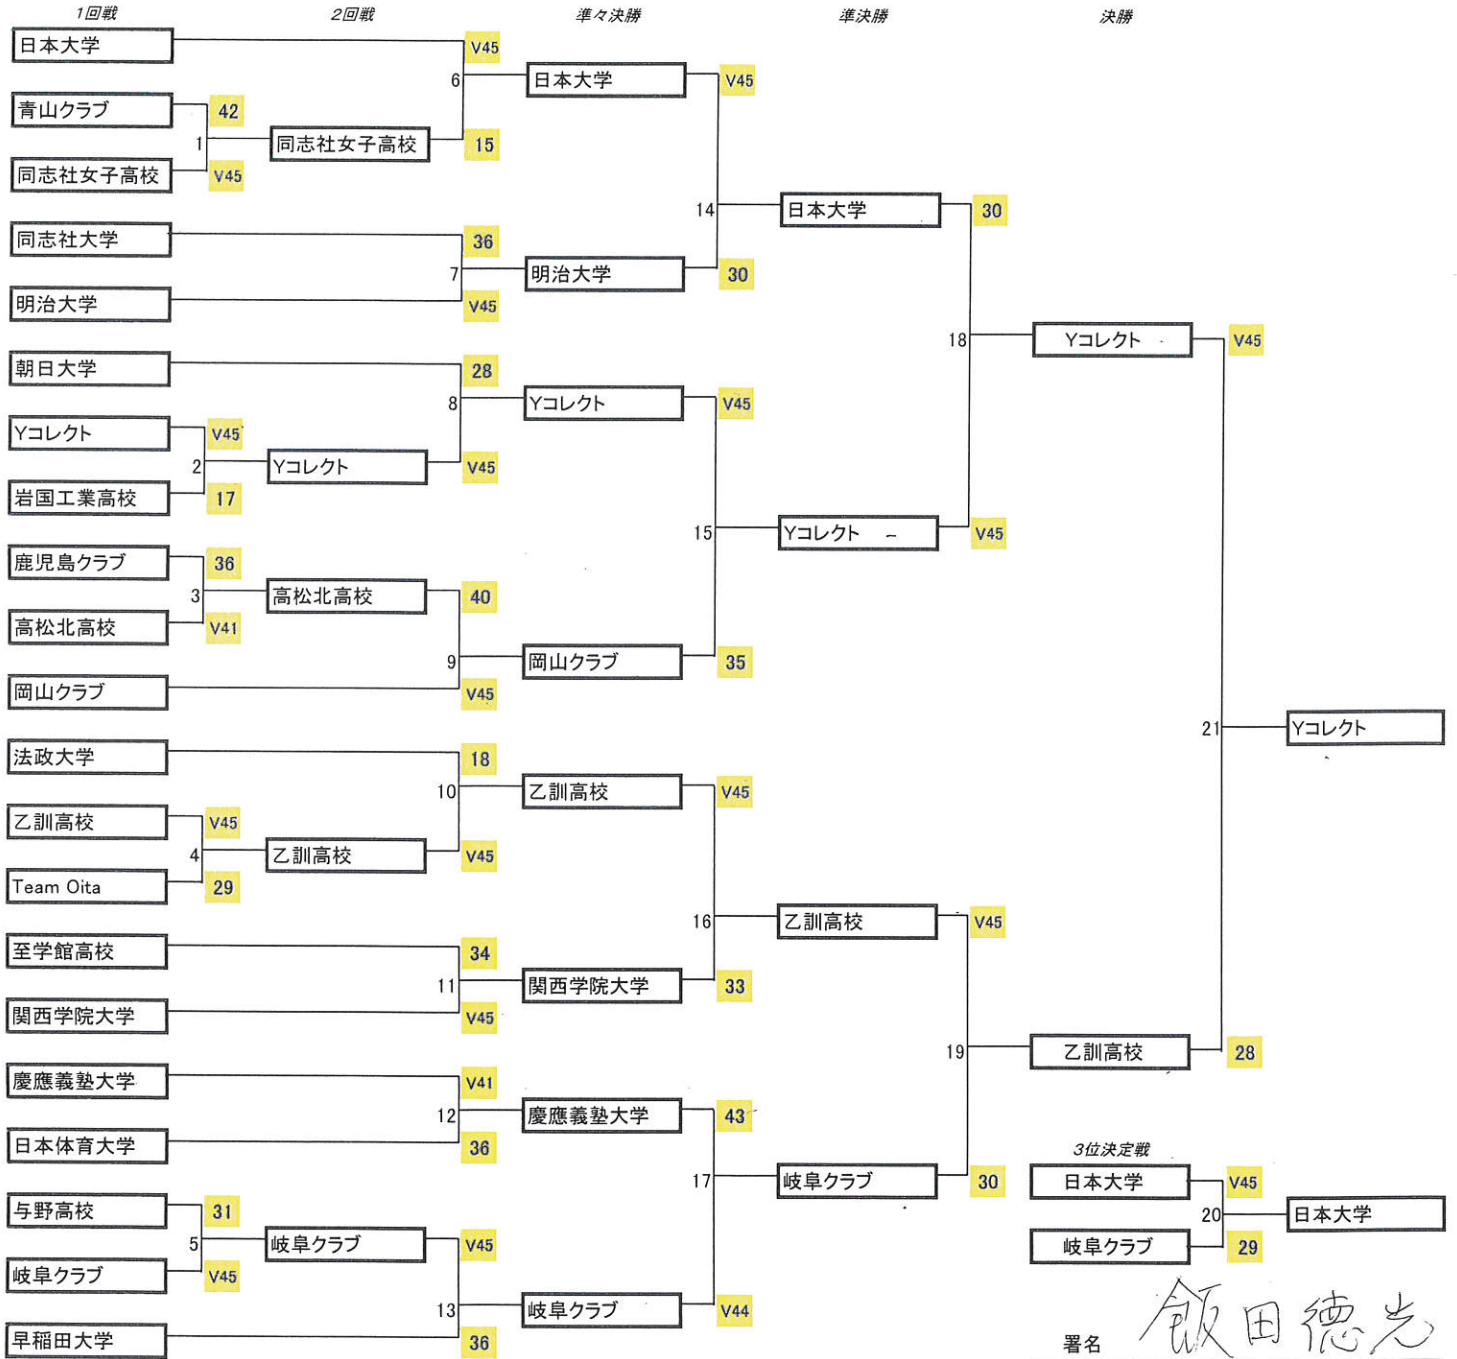 1回戦 2回戦 準々決勝 準決勝 決勝
日本大学 V45
6 日本大学 V45
青山クラブ 42
1 同志社女子高校 15
同志社女子高校 V45
14 日本大学 30
同志社大学 36
7 明治大学 30
明治大学 V45
18 Yコレクト V45
朝日大学 28
8 Yコレクト V45
Yコレクト V45
2 Yコレクト V45
岩国工業高校 17
15 Yコレクト V45
鹿児島クラブ 36
3 高松北高校 40
高松北高校 V41
9 岡山クラブ 35
岡山クラブ V45
21 Yコレクト
法政大学 18
10 乙訓高校 V45
乙訓高校 V45
4 乙訓高校 V45
Team Oita 29
16 乙訓高校 V45
至学館高校 34
11 関西学院大学 33
関西学院大学 V45
19 乙訓高校 28
慶應義塾大学 V41
12 慶應義塾大学 43
日本体育大学 36
3位決定戦
17 岐阜クラブ 30
日本大学 V45
与野高校 31
20 日本大学
5 岐阜クラブ V45
岐阜クラブ 29
岐阜クラブ V45
13 岐阜クラブ V44
早稲田大学 36
署名 飯田徳光